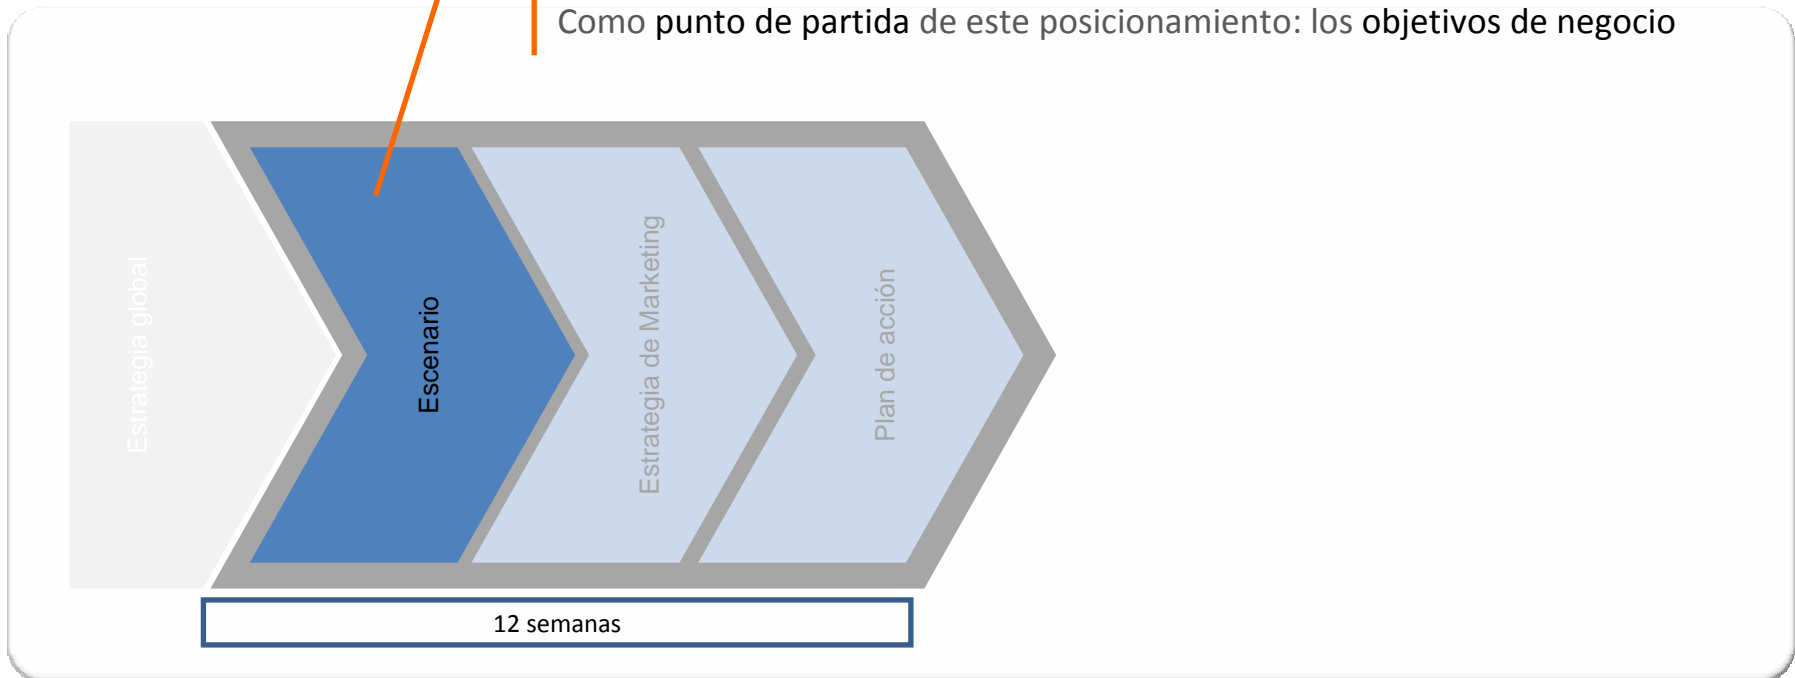 Como punto de partida de este posicionamiento: los objetivos de negocio
Estrategia global
Escenario
Estrategia de Marketing
Plan de acción
12 semanas